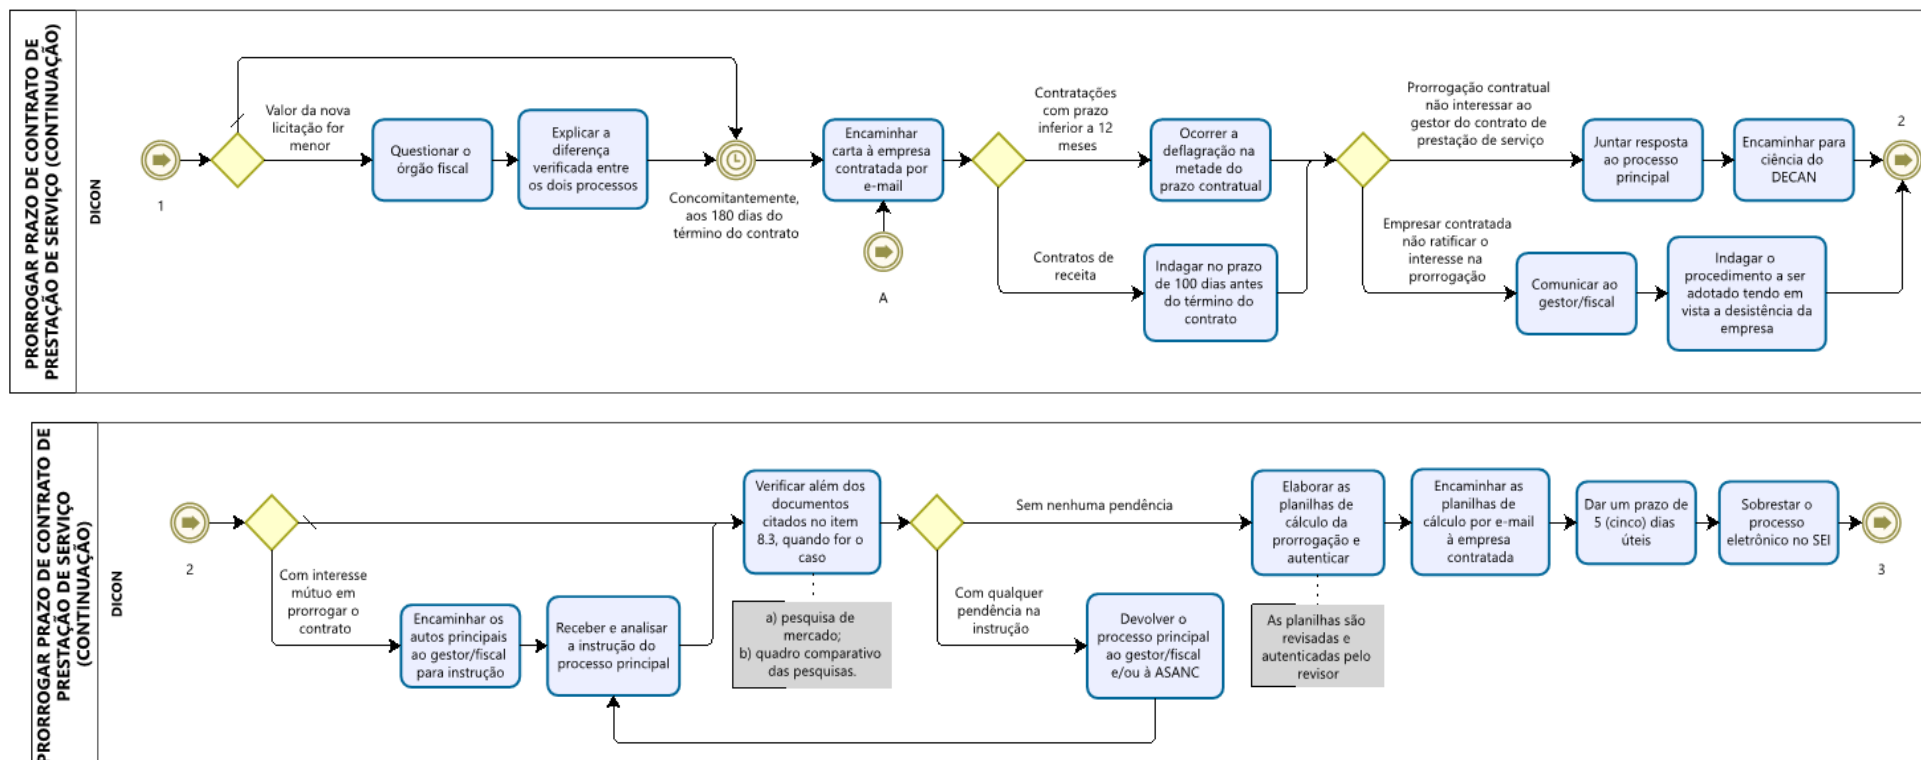 PRORROGAR PRAZO DE CONTRATO DE
PRESTAÇÃO DE SERVIÇO (CONTINUAÇÃO)
DICON
1
Valor da nova
licitação for
menor
Questionar o
órgão fiscal
Explicar a
diferença
verificada entre
os dois processos
Concomitantemente,
aos 180 dias do
término do contrato
Encaminhar
carta à empresa
contratada por
e-mail
A
Contratações
com prazo
inferior a 12
meses
Ocorrer a
deflagração na
metade do
prazo contratual
Contratos de
receita
Indagar no prazo
de 100 dias antes
do término do
contrato
Prorrogação contratual
não interessar ao
gestor do contrato de
prestação de serviço
Juntar resposta
ao processo
principal
Encaminhar para
ciência do
DECAN
2
Empresar contratada
não ratificar o
interesse na
prorrogação
Comunicar ao
gestor/fiscal
Indagar o
procedimento a ser
adotado tendo em
vista a desistência da
empresa
PRORROGAR PRAZO DE CONTRATO DE
PRESTAÇÃO DE SERVIÇO
(CONTINUAÇÃO)
DICON
2
Com interesse
mútuo em
prorrogar o
contrato
Encaminhar os
autos principais
ao gestor/fiscal
para instrução
Receber e analisar
a instrução do
processo principal
Verificar além dos
documentos
citados no item
8.3, quando for o
caso
a) pesquisa de
mercado;
b) quadro comparativo
das pesquisas.
Sem nenhuma pendência
Com qualquer
pendência na
instrução
Devolver o
processo principal
ao gestor/fiscal
e/ou à ASANC
Elaborar as
planilhas de
cálculo da
prorrogação e
autenticar
As planilhas são
revisadas e
autenticadas pelo
revisor
Encaminhar as
planilhas de
cálculo por e-mail
à empresa
contratada
Dar um prazo de
5 (cinco) dias
úteis
Sobrestar o
processo
eletrônico no SEI
3